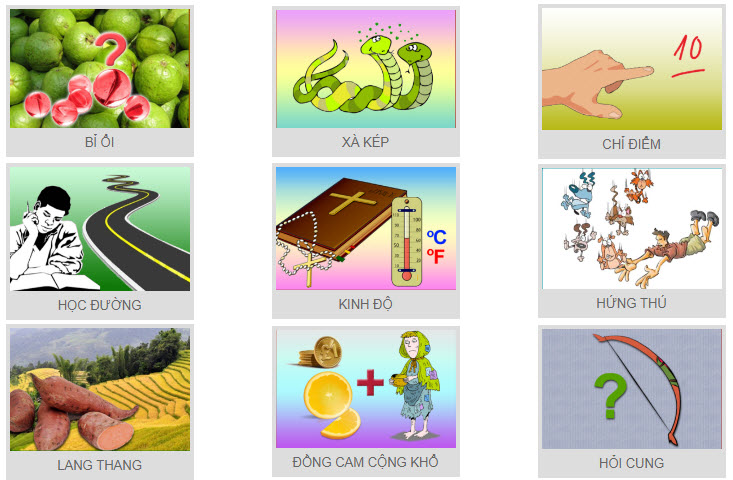 ?
BỈ ỔI
XÀ KÉP
10
CHỈ ĐIỂM
HỌC ĐƯỜNG
°C
°F
KINH ĐỘ
HỨNG THÚ
LANG THANG
+
ĐỒNG CAM CỘNG KHỔ
?
HỎI CUNG